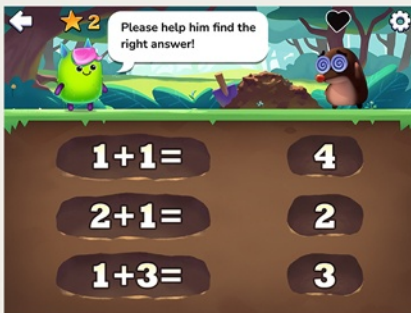 2
Please help him find the
right answer!
1+1= 4
2+1= 2
1+3= 3